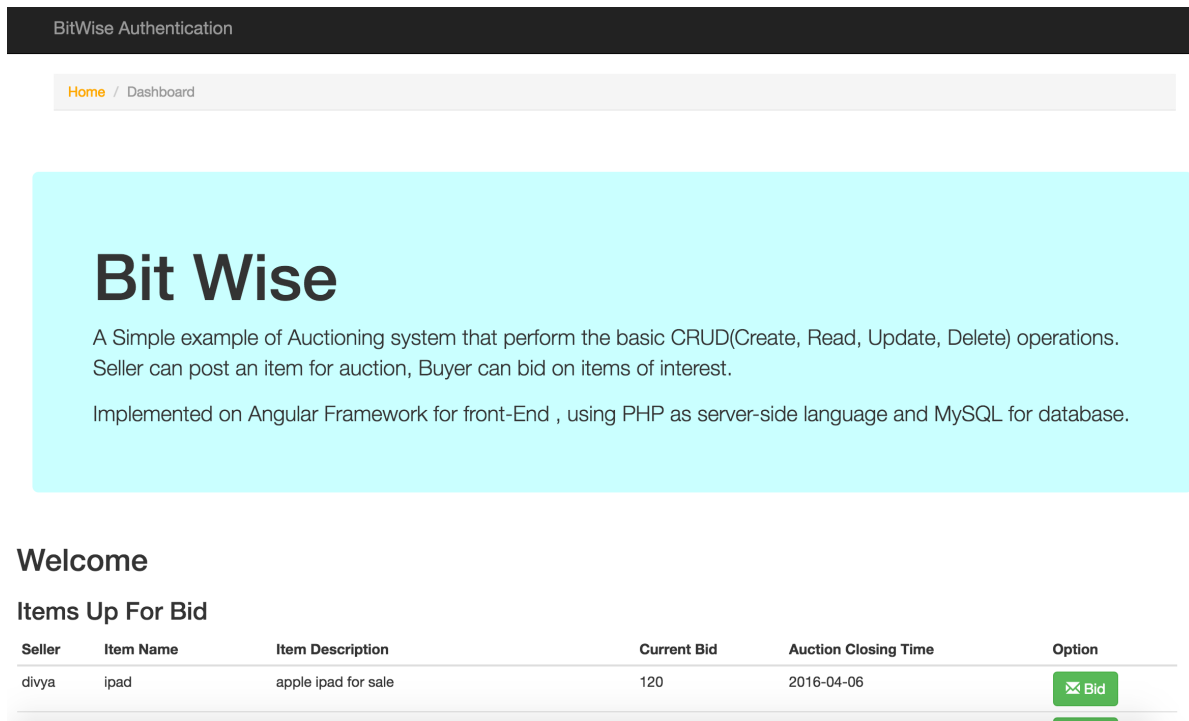 BitWise Authentication
Home / Dashboard
Bit Wise
A Simple example of Auctioning system that perform the basic CRUD(Create, Read, Update, Delete) operations.
Seller can post an item for auction, Buyer can bid on items of interest.
Implemented on Angular Framework for front-End , using PHP as server-side language and MySQL for database.
Welcome
Items Up For Bid
Seller Item Name Item Description Current Bid Auction Closing Time Option
divya ipad apple ipad for sale 120 2016-04-06 Bid